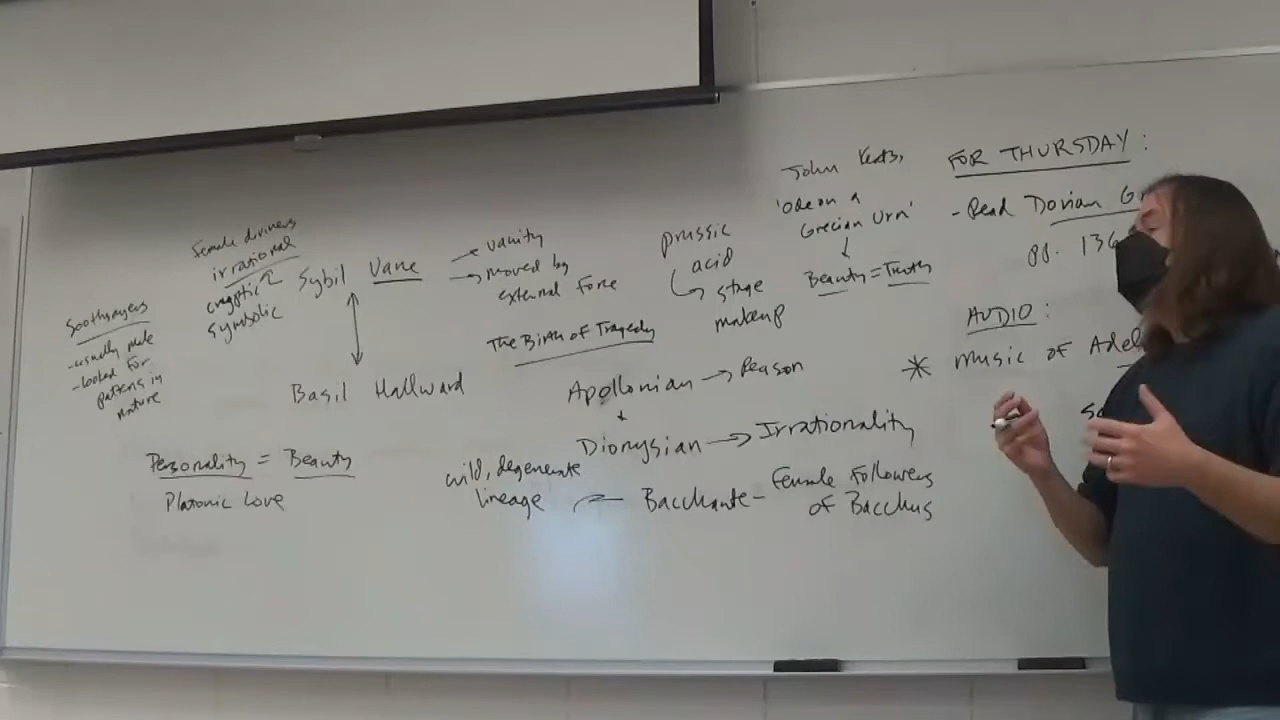 Soothsayers
- usually male
- looked for
patterns in
nature
Female diviners
irrational
cryptic
symbolic
Sybil Vane
→ vanity
→ moved by
external force
Basil Hallward
Personality = Beauty
Platonic Love
The Birth of Tragedy
Apollonian → Reason
+
Dionysian → Irrationality
wild, degenerate
lineage
Bacchante - Female Followers
of Bacchus
prussic
acid
stage
makeup
John Keats,
'Ode on a
Grecian Urn'
↓
Beauty = Truth
FOR THURSDAY:
- Read Dorian G
pg. 136
AUDIO:
* Music of Adel